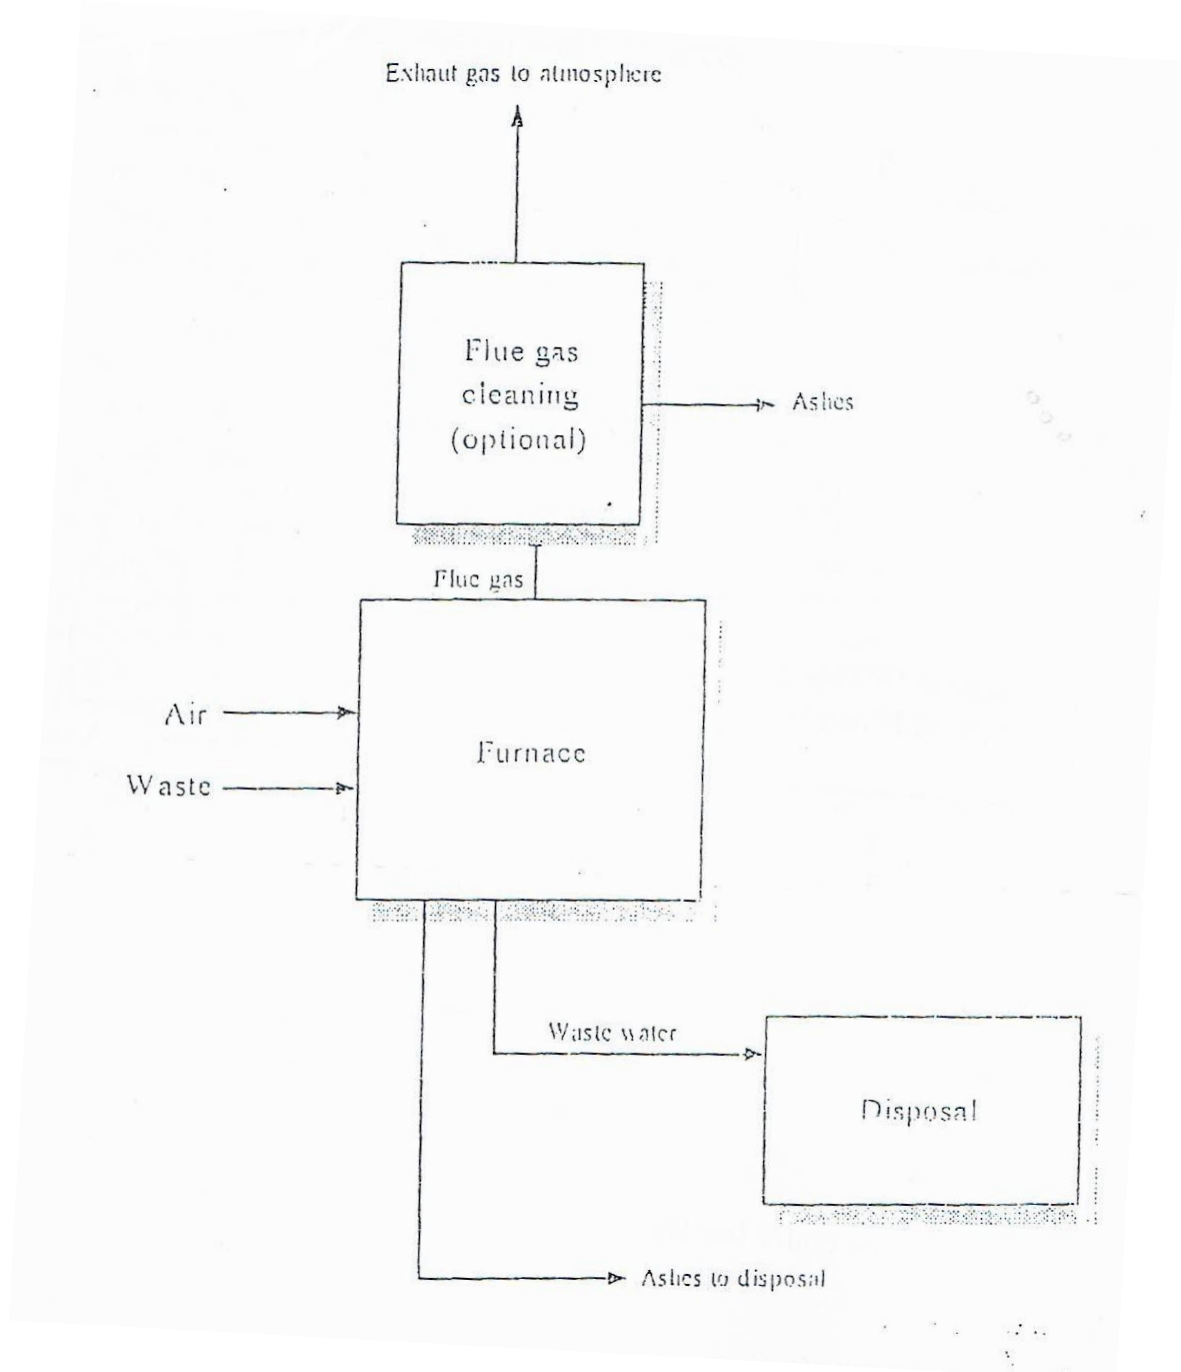 Exhaut gas to atmosphere
Flue gas
cleaning
(optional)
Ashes
Flue gas
Air
Furnace
Waste
Waste water
Disposal
Ashes to disposal